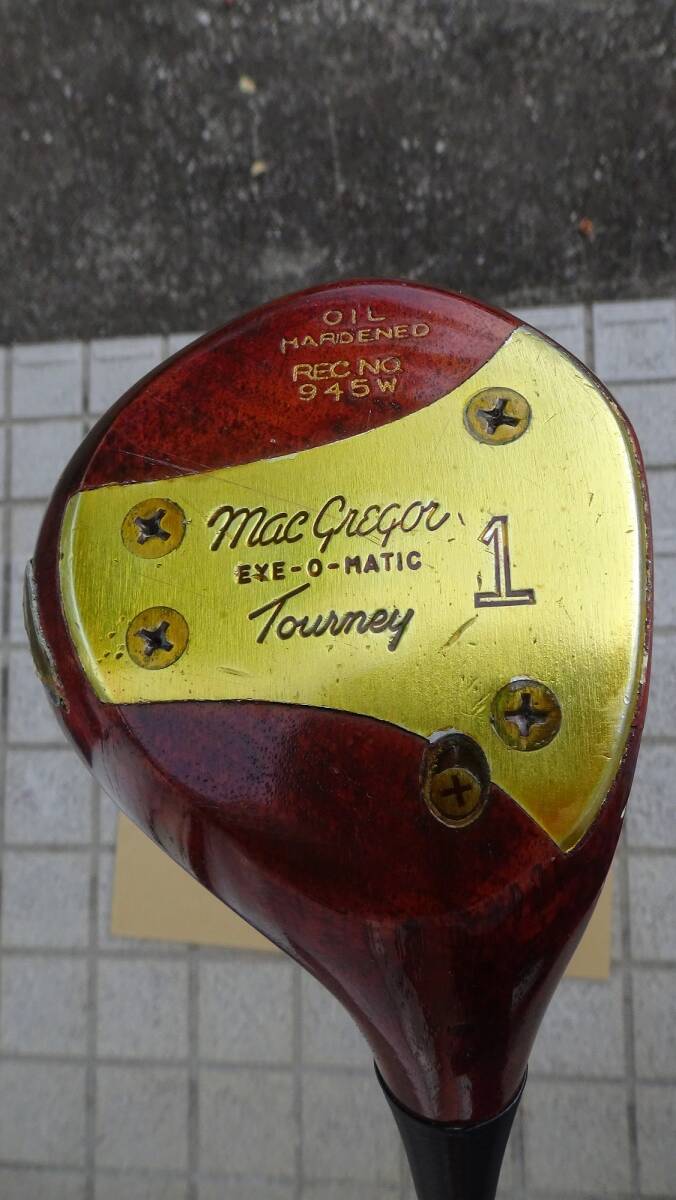 OIL
HARDENED
REC. NO.
945W
MacGregor
EYE-O-MATIC
Tourney
1